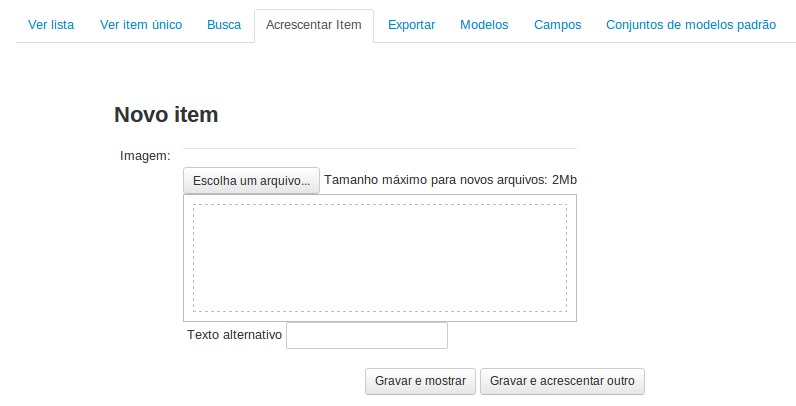 Ver lista Ver item único Busca Acrescentar Item Exportar Modelos Campos Conjuntos de modelos padrão
Novo item
Imagem:
Escolha um arquivo... Tamanho máximo para novos arquivos: 2Mb
Texto alternativo
Gravar e mostrar Gravar e acrescentar outro